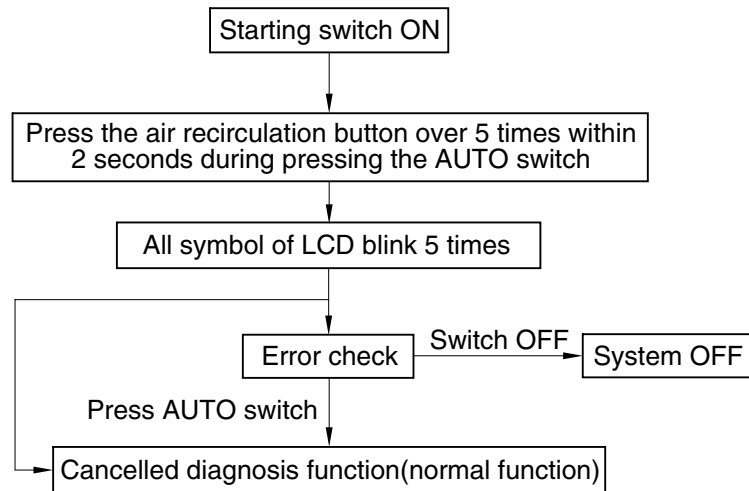 Starting switch ON
Press the air recirculation button over 5 times within
2 seconds during pressing the AUTO switch
All symbol of LCD blink 5 times
Error check
Switch OFF
System OFF
Press AUTO switch
Cancelled diagnosis function(normal function)